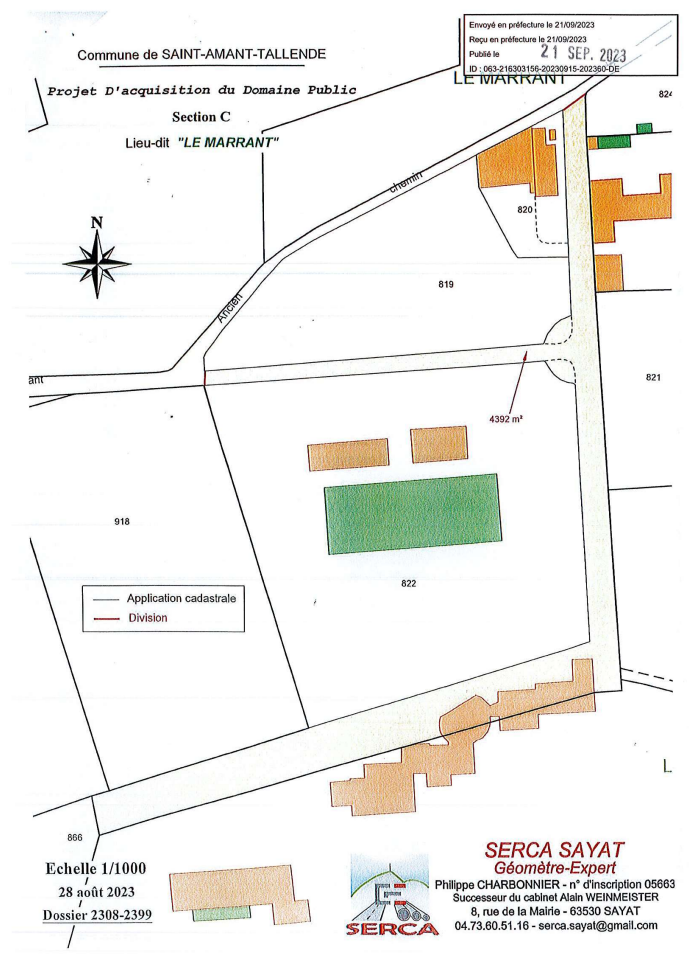 Envoyé en préfecture le 21/09/2023
Reçu en préfecture le 21/09/2023
Publié le 21 SEP. 2023
ID : 063-216303156-20230915-202360-DE
Commune de SAINT-AMANT-TALLENDE
Projet D'acquisition du Domaine Public
Section C
Lieu-dit "LE MARRANT"
LE MARRANT
824
chemin
820
N
819
Ancien
ant
821
4392 m²
918
822
Application cadastrale
Division
L
866
Echelle 1/1000
28 août 2023
Dossier 2308-2399
SERCA
SERCA SAYAT
Géomètre-Expert
Philippe CHARBONNIER - n° d'inscription 05663
Successeur du cabinet Alain WEINMEISTER
8, rue de la Mairie - 63530 SAYAT
04.73.60.51.16 - serca.sayat@gmail.com